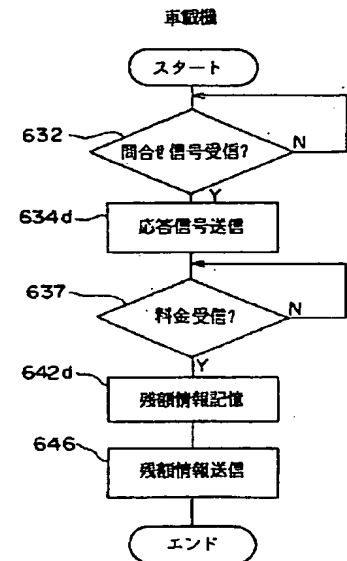 車載機
スタート
632
問合せ信号受信?
N
Y
634d
応答信号送信
637
料金受信?
N
Y
642d
残額情報記憶
646
残額情報送信
エンド